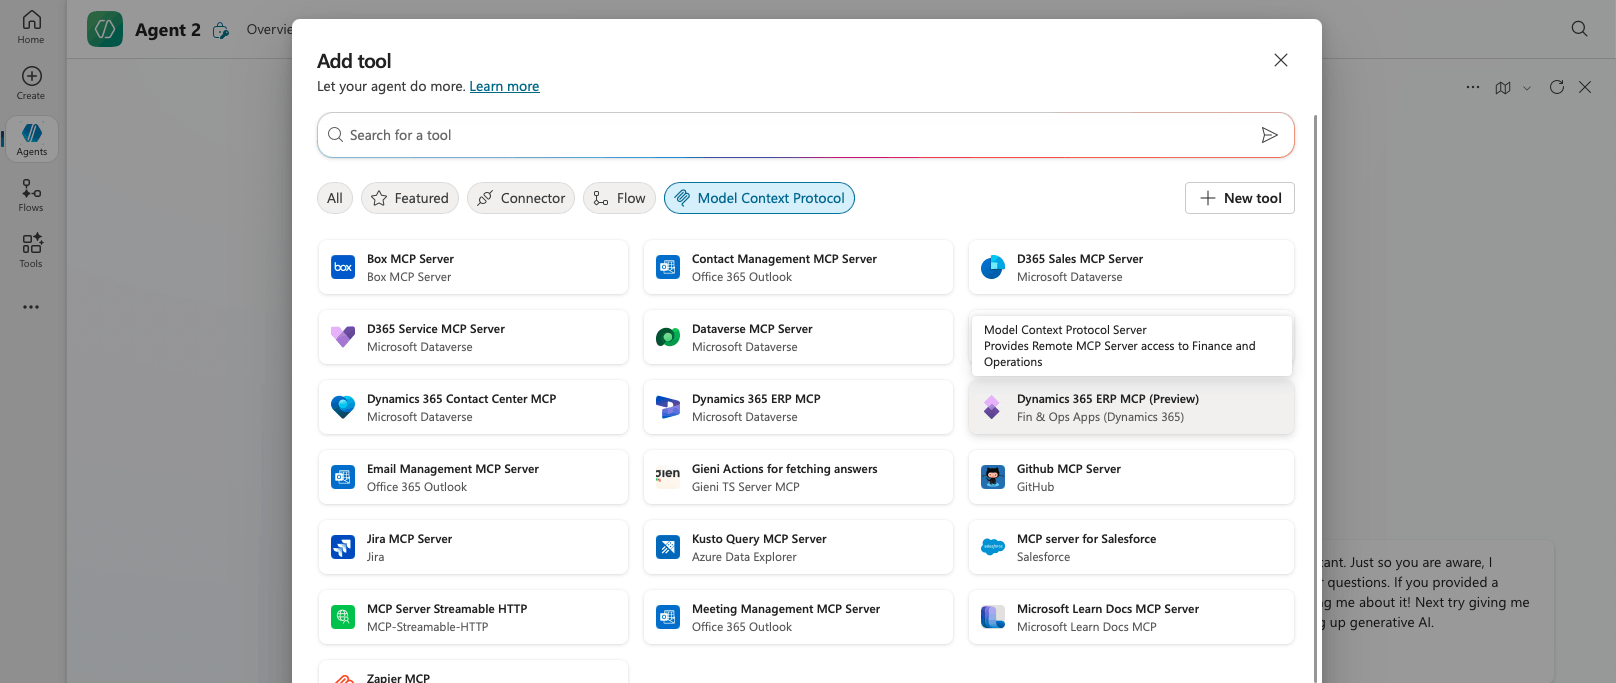 Home
Create
Agents
Flows
Tools
Agent 2
Overvie
Add tool
Let your agent do more. Learn more
Search for a tool
All
Featured
Connector
Flow
Model Context Protocol
New tool
box
Box MCP Server
Box MCP Server
Contact Management MCP Server
Office 365 Outlook
D365 Sales MCP Server
Microsoft Dataverse
D365 Service MCP Server
Microsoft Dataverse
Dataverse MCP Server
Microsoft Dataverse
Model Context Protocol Server
Provides Remote MCP Server access to Finance and
Operations
Dynamics 365 Contact Center MCP
Microsoft Dataverse
Dynamics 365 ERP MCP
Microsoft Dataverse
Dynamics 365 ERP MCP (Preview)
Fin & Ops Apps (Dynamics 365)
Email Management MCP Server
Office 365 Outlook
gien
Gieni Actions for fetching answers
Gieni TS Server MCP
Github MCP Server
GitHub
Jira MCP Server
Jira
Kusto Query MCP Server
Azure Data Explorer
salesforce
MCP server for Salesforce
Salesforce
MCP Server Streamable HTTP
MCP-Streamable-HTTP
Meeting Management MCP Server
Office 365 Outlook
Microsoft Learn Docs MCP Server
Microsoft Learn Docs MCP
Zapier MCP
tant. Just so you are aware, I
r questions. If you provided a
ng me about it! Next try giving me
g up generative AI.